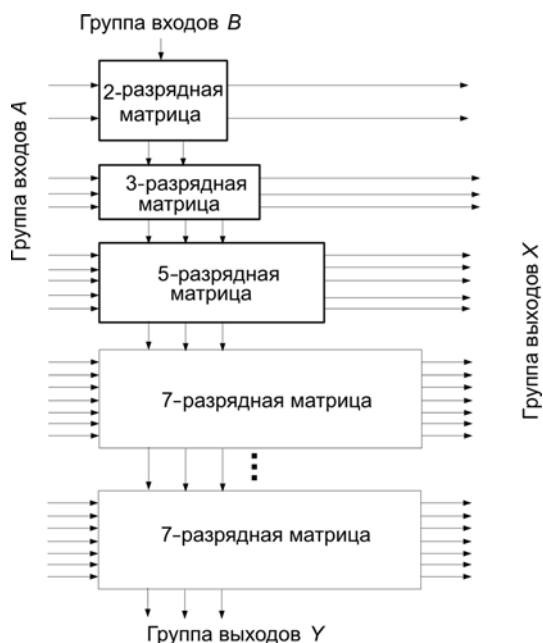 Группа входов B
2-разрядная
матрица
Группа входов A
3-разрядная
матрица
5-разрядная
матрица
Группа выходов X
7-разрядная матрица
7-разрядная матрица
Группа выходов Y